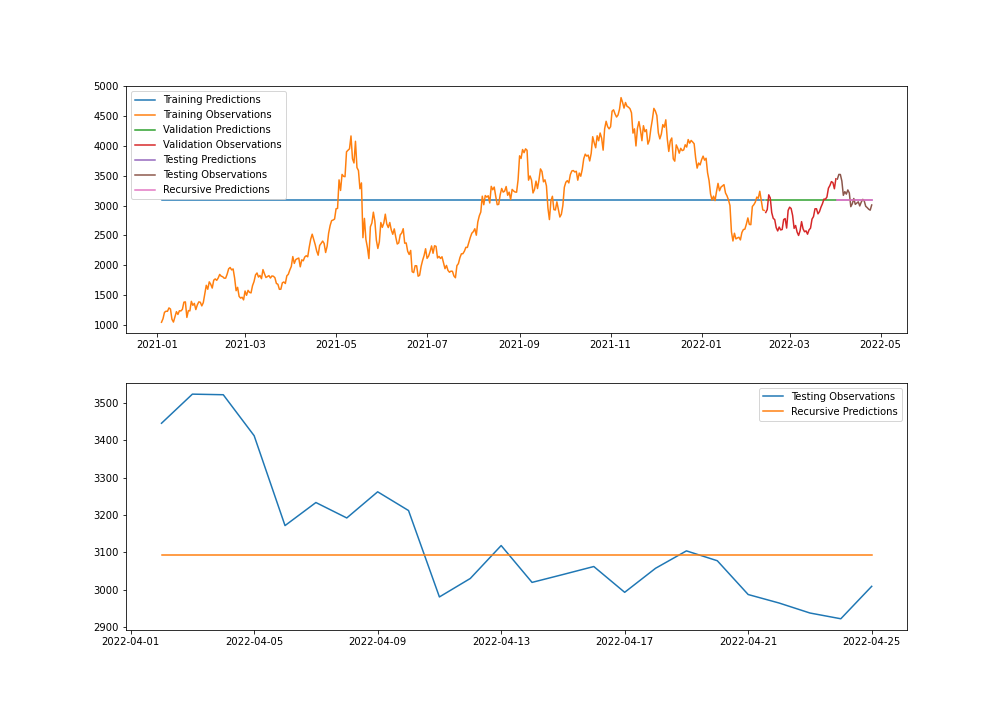 5000
4500
4000
3500
3000
2500
2000
1500
1000
Training Predictions
Training Observations
Validation Predictions
Validation Observations
Testing Predictions
Testing Observations
Recursive Predictions
2021-01 2021-03 2021-05 2021-07 2021-09 2021-11 2022-01 2022-03 2022-05
3500
3400
3300
3200
3100
3000
2900
Testing Observations
Recursive Predictions
2022-04-01 2022-04-05 2022-04-09 2022-04-13 2022-04-17 2022-04-21 2022-04-25